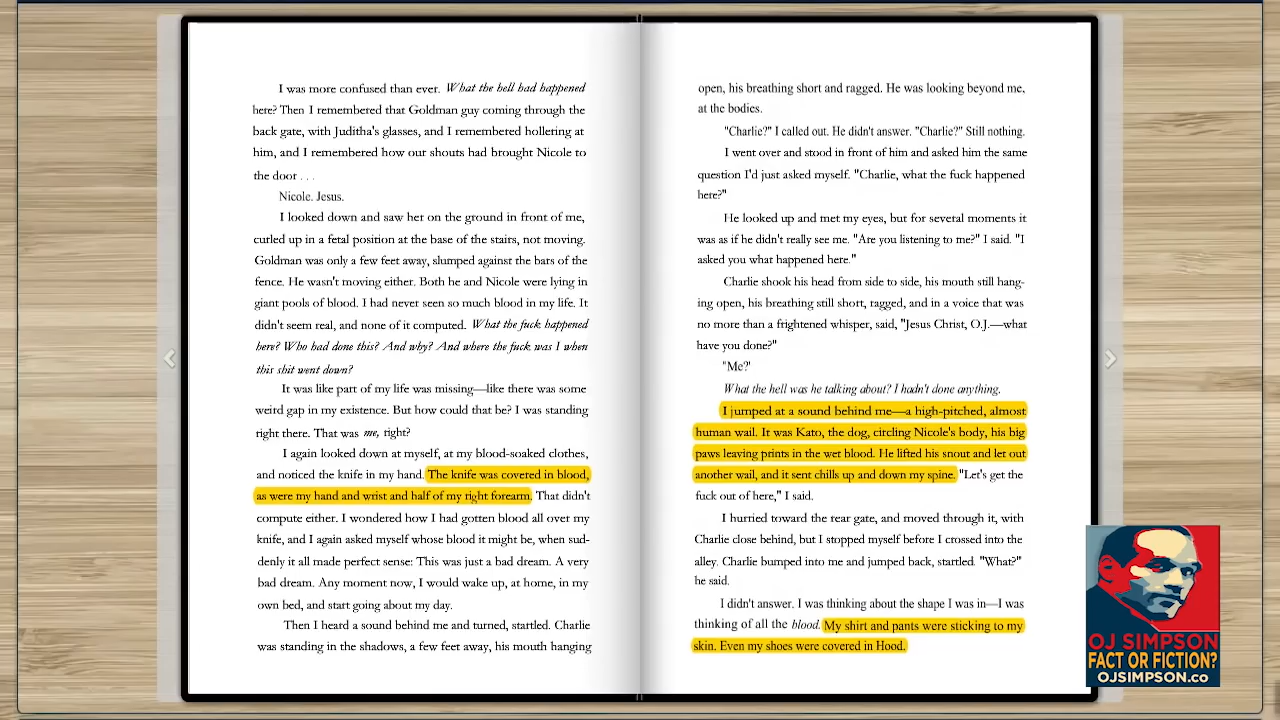 I was more confused than ever. What the hell had happened
here? Then I remembered that Goldman guy coming through the
back gate, with Juditha's glasses, and I remembered hollering at
him, and I remembered how our shouts had brought Nicole to
the door . . .
Nicole. Jesus.
I looked down and saw her on the ground in front of me,
curled up in a fetal position at the base of the stairs, not moving.
Goldman was only a few feet away, slumped against the bars of the
fence. He wasn't moving either. Both he and Nicole were lying in
giant pools of blood. I had never seen so much blood in my life. It
didn't seem real, and none of it computed. What the fuck happened
here? Who had done this? And why? And where the fuck was I when
this shit went down?
It was like part of my life was missing—like there was some
weird gap in my existence. But how could that be? I was standing
right there. That was me, right?
I again looked down at myself, at my blood-soaked clothes,
and noticed the knife in my hand. The knife was covered in blood,
as were my hand and wrist and half of my right forearm. That didn't
compute either. I wondered how I had gotten blood all over my
knife, and I again asked myself whose blood it might be, when sud-
denly it all made perfect sense: This was just a bad dream. A very
bad dream. Any moment now, I would wake up, at home, in my
own bed, and start going about my day.
Then I heard a sound behind me and turned, startled. Charlie
was standing in the shadows, a few feet away, his mouth hanging
open, his breathing short and ragged. He was looking beyond me,
at the bodies.
"Charlie?" I called out. He didn't answer. "Charlie?" Still nothing.
I went over and stood in front of him and asked him the same
question I'd just asked myself. "Charlie, what the fuck happened
here?"
He looked up and met my eyes, but for several moments it
was as if he didn't really see me. "Are you listening to me?" I said. "I
asked you what happened here."
Charlie shook his head from side to side, his mouth still hang-
ing open, his breathing still short, ragged, and in a voice that was
no more than a frightened whisper, said, "Jesus Christ, O.J.—what
have you done?"
"Me?'
What the hell was he talking about? I hadn't done anything.
I jumped at a sound behind me—a high-pitched, almost
human wail. It was Kato, the dog, circling Nicole's body, his big
paws leaving prints in the wet blood. He lifted his snout and let out
another wail, and it sent chills up and down my spine. "Let's get the
fuck out of here," I said.
I hurried toward the rear gate, and moved through it, with
Charlie close behind, but I stopped myself before I crossed into the
alley. Charlie bumped into me and jumped back, startled. "What?"
he said.
I didn't answer. I was thinking about the shape I was in—I was
thinking of all the blood. My shirt and pants were sticking to my
skin. Even my shoes were covered in Hood.
OJ SIMPSON
FACT OR FICTION?
OJSIMPSON.co